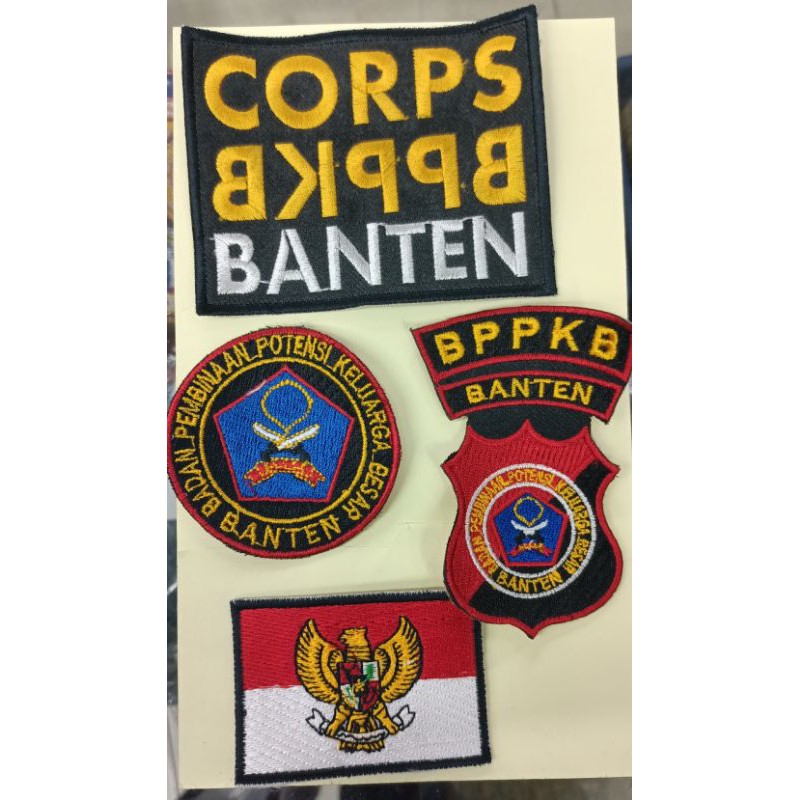 CORPS
BPPKB
BANTEN
BADAN PEMBINAAN POTENSI KELUARGA BESAR
BANTEN
BPPKB
BANTEN
BADAN PEMBINAAN POTENSI KELUARGA BESAR
BANTEN